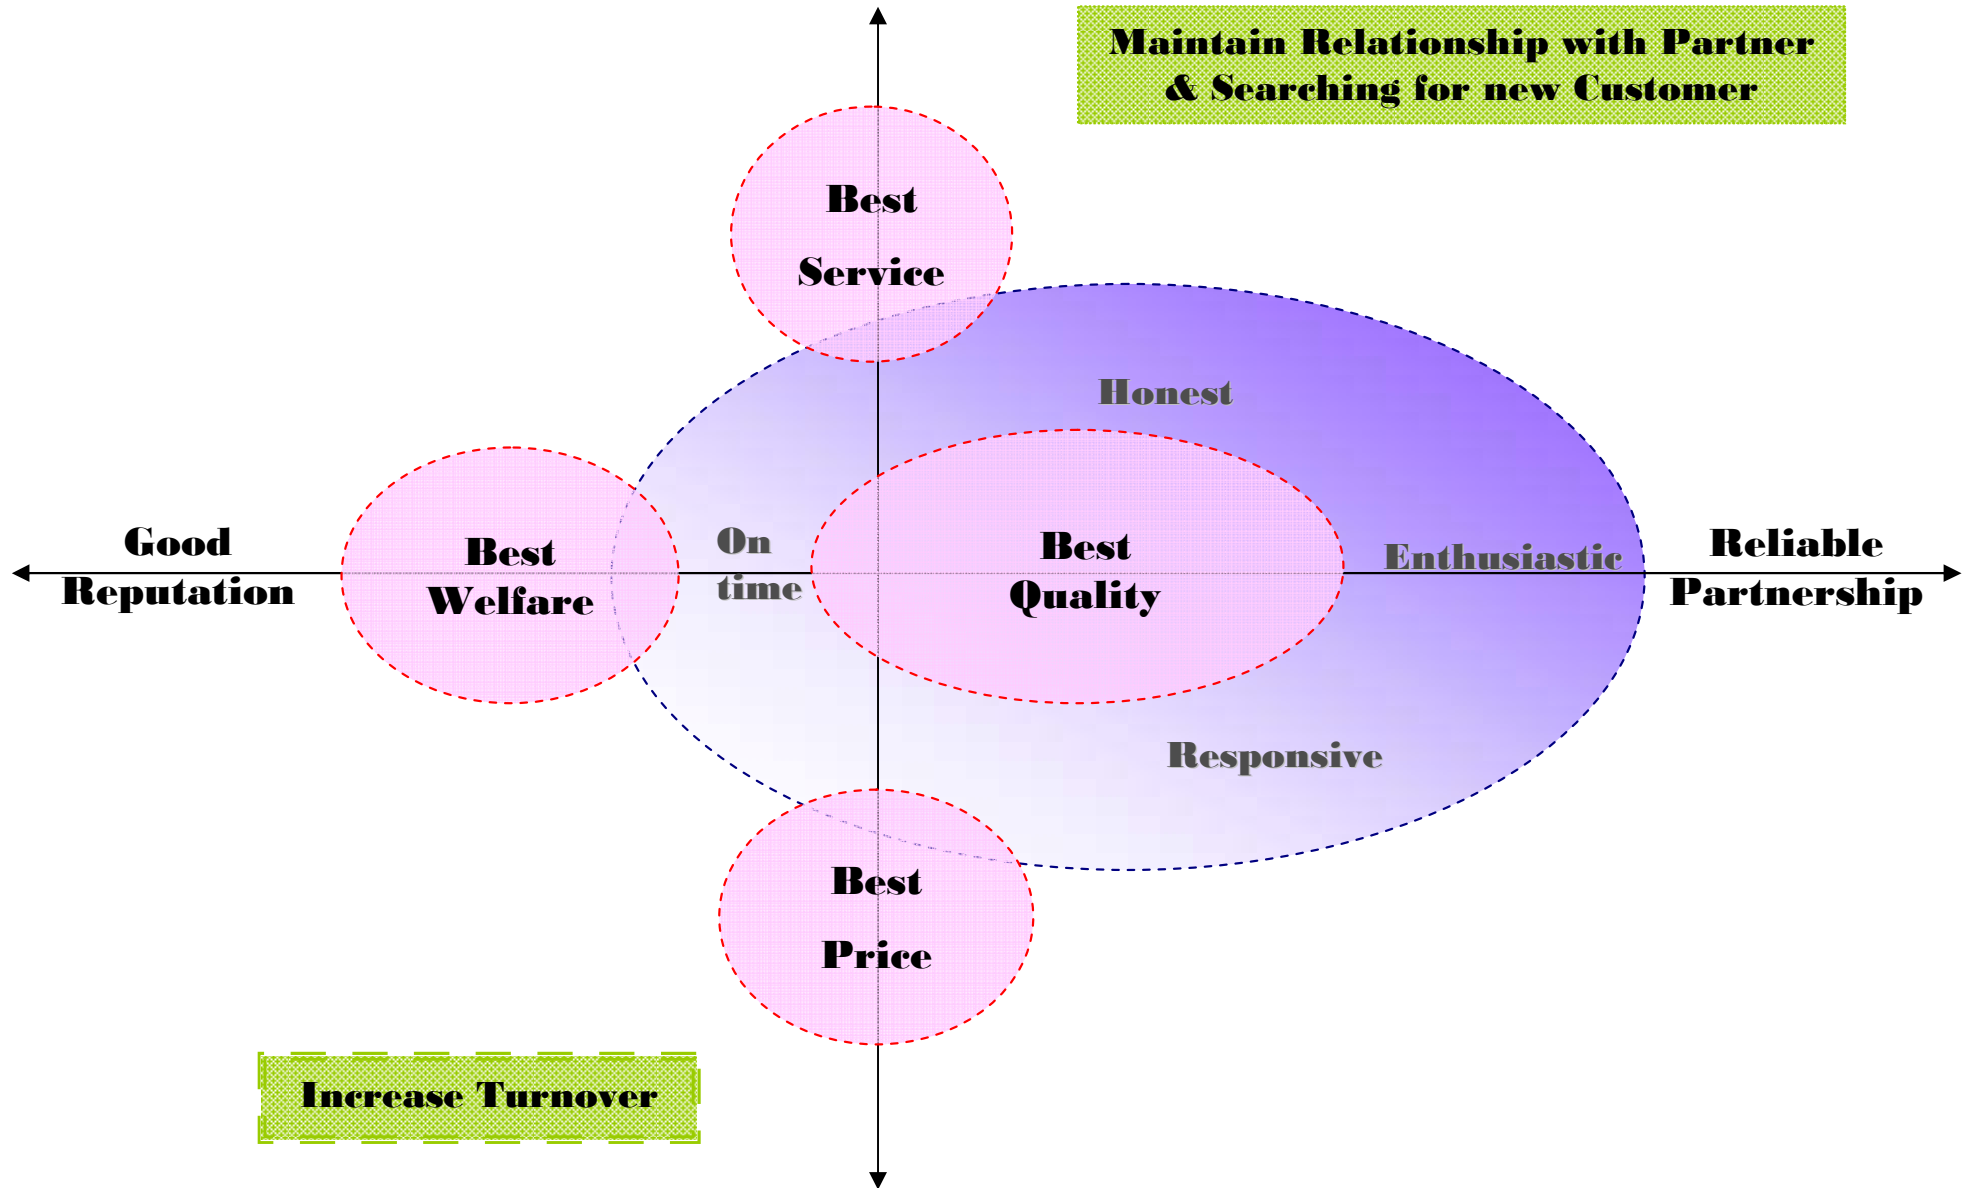 Maintain Relationship with Partner
& Searching for new Customer
Best
Service
Honest
Good
Reputation
Best
Welfare
On
time
Best
Quality
Enthusiastic
Reliable
Partnership
Responsive
Best
Price
Increase Turnover